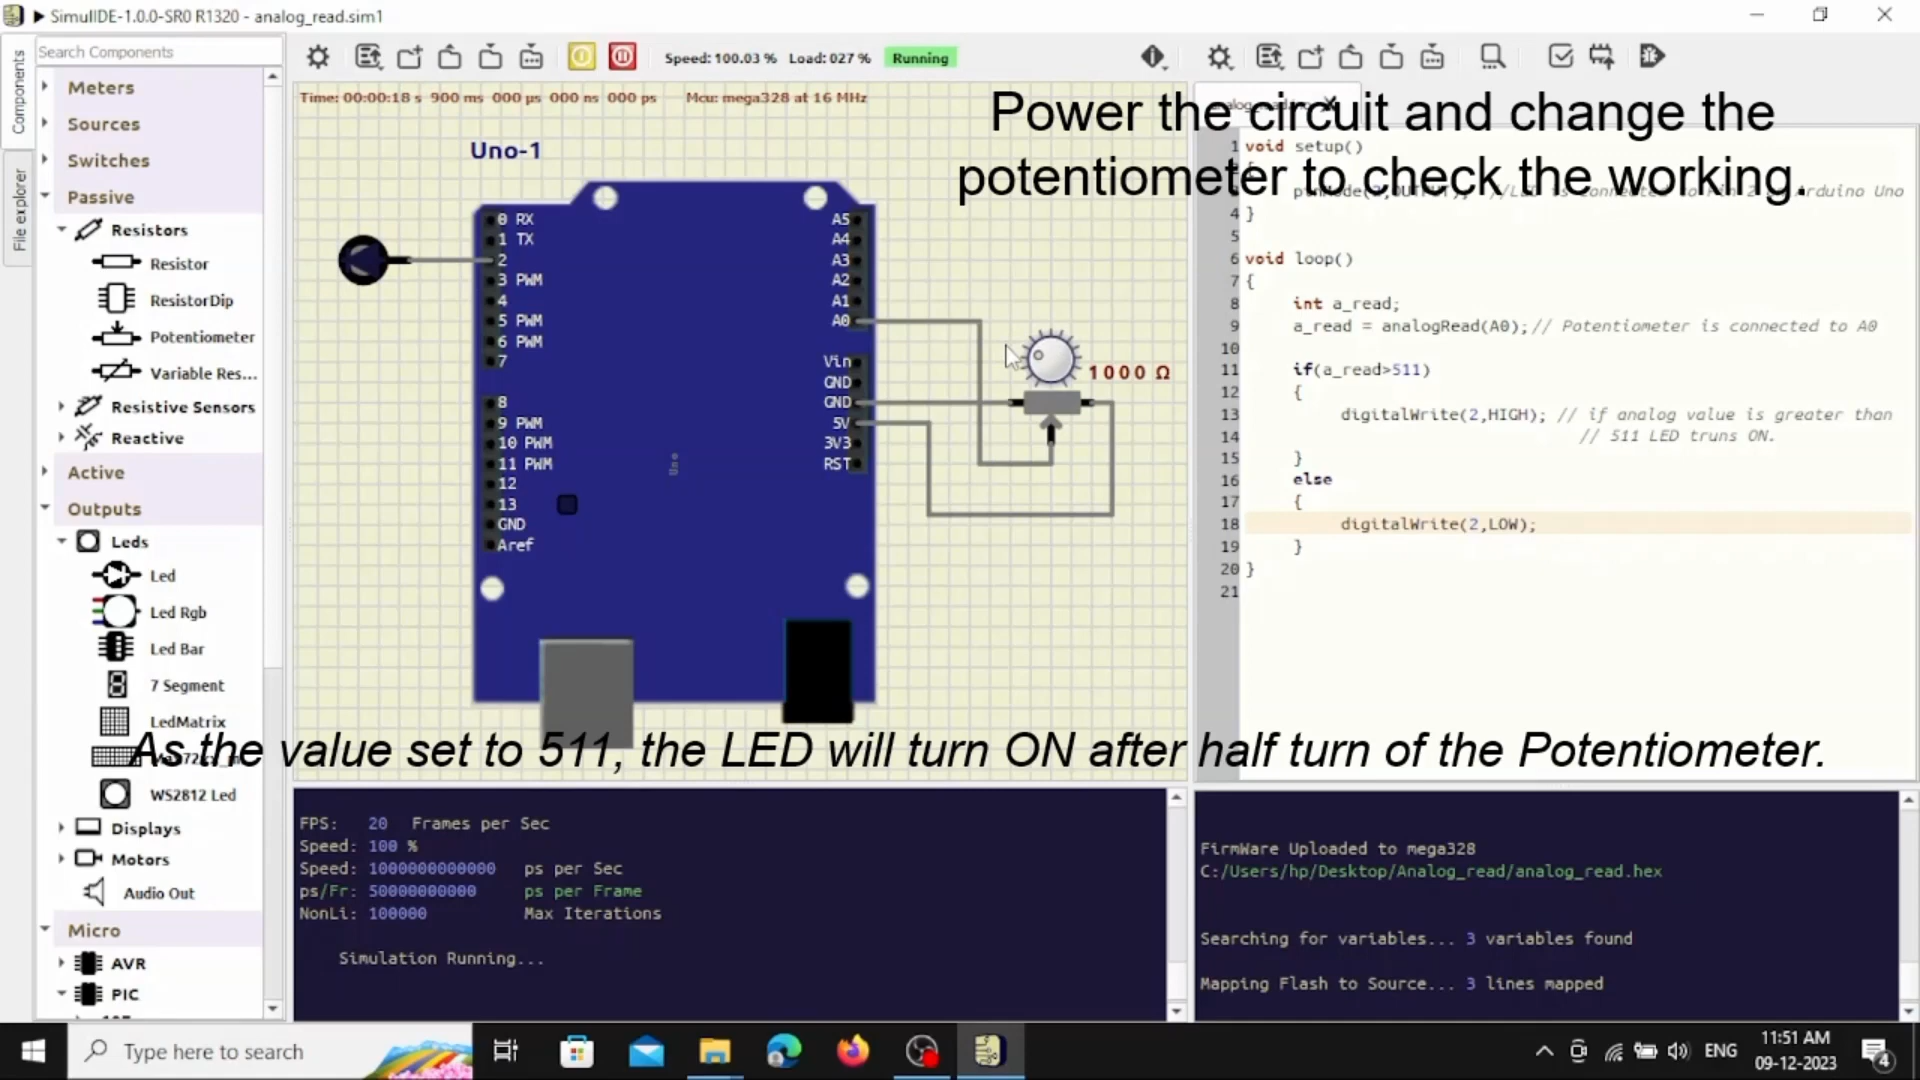 SimulIDE-1.0.0-SR0 R1320 - analog_read.sim1
Components
File explorer
Search Components
Meters
Sources
Switches
Passive
Resistors
Resistor
ResistorDip
Potentiometer
Variable Res...
Resistive Sensors
Reactive
Active
Outputs
Leds
Led
Led Rgb
Led Bar
7 Segment
LedMatrix
WS2812 Led
Displays
Motors
Audio Out
Micro
AVR
PIC
Speed: 100.03 % Load: 027 % Running
Time: 00:00:18 s 900 ms 000 µs 000 ns 000 ps Mcu: mega328 at 16 MHz
Power the circuit and change the
potentiometer to check the working.
Uno-1
0 RX
1 TX
2
3 PWM
4
5 PWM
6 PWM
7
8
9 PWM
10 PWM
11 PWM
12
13
GND
Aref
Uno
A5
A4
A3
A2
A1
A0
Vin
GND
GND
5V
3V3
RST
1000 Ω
1 void setup()
4 }
5
6 void loop()
7 {
8 int a_read;
9 a_read = analogRead(A0);// Potentiometer is connected to A0
10
11 if(a_read>511)
12 {
13 digitalWrite(2,HIGH); // if analog value is greater than
14 // 511 LED truns ON.
15 }
16 else
17 {
18 digitalWrite(2,LOW);
19 }
20 }
21
As the value set to 511, the LED will turn ON after half turn of the Potentiometer.
FPS: 20 Frames per Sec
Speed: 100 %
Speed: 1000000000000 ps per Sec
ps/Fr: 50000000000 ps per Frame
NonLi: 100000 Max Iterations
Simulation Running...
FirmWare Uploaded to mega328
C:/Users/hp/Desktop/Analog_read/analog_read.hex
Searching for variables... 3 variables found
Mapping Flash to Source... 3 lines mapped
Type here to search
ENG
11:51 AM
09-12-2023
4